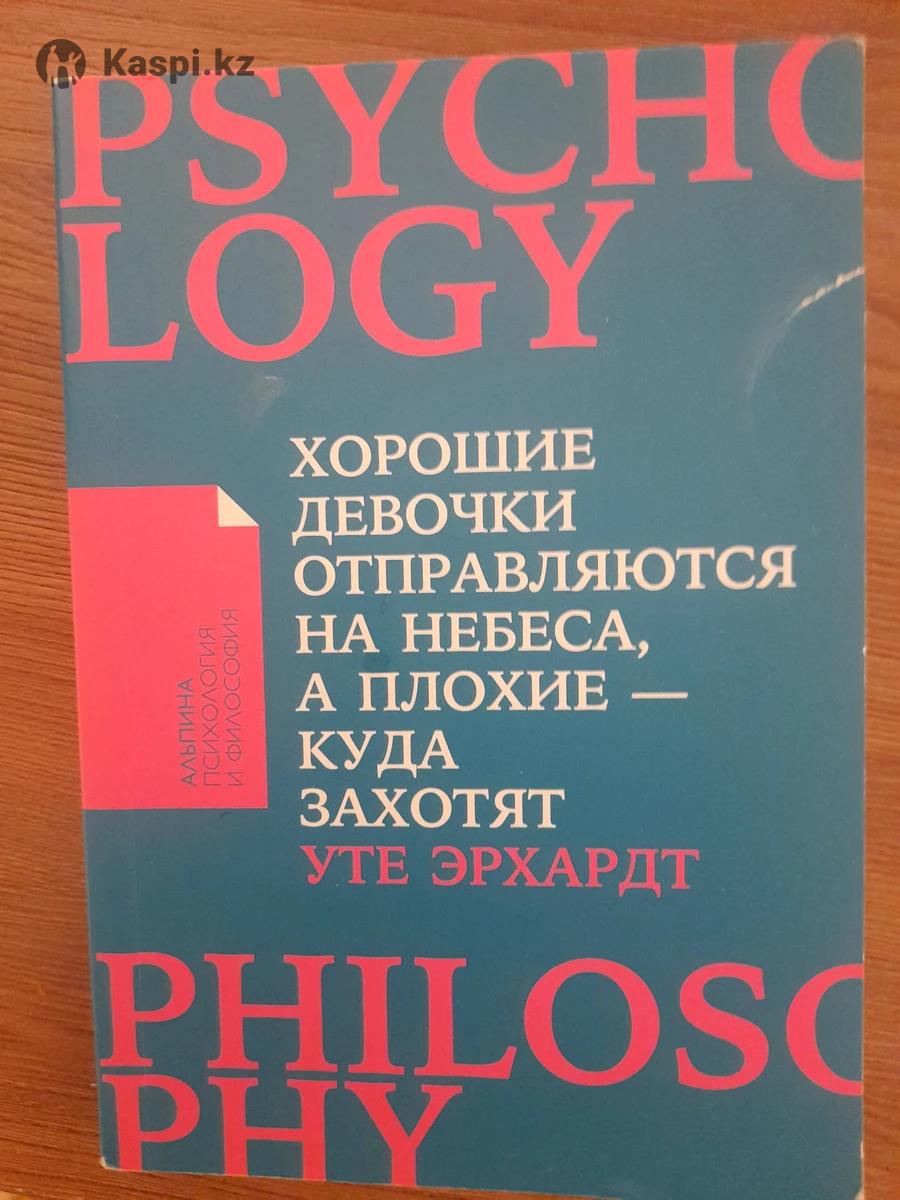 Kaspi.kz
PSYCHO
LOGY
ХОРОШИЕ
ДЕВОЧКИ
ОТПРАВЛЯЮТСЯ
НА НЕБЕСА,
А ПЛОХИЕ —
КУДА
ЗАХОТЯТ
УТЕ ЭРХАРДТ
АЛЬПИНА
ПСИХОЛОГИЯ
И ФИЛОСОФИЯ
PHILOSO
PHY